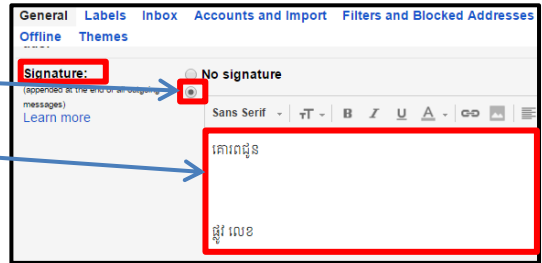 General Labels Inbox Accounts and Import Filters and Blocked Addresses
Offline Themes
Signature:
(appended at the end of all outgoing
messages)
Learn more
No signature
Sans Serif
គោរពជូន
ផ្លូវ លេខ